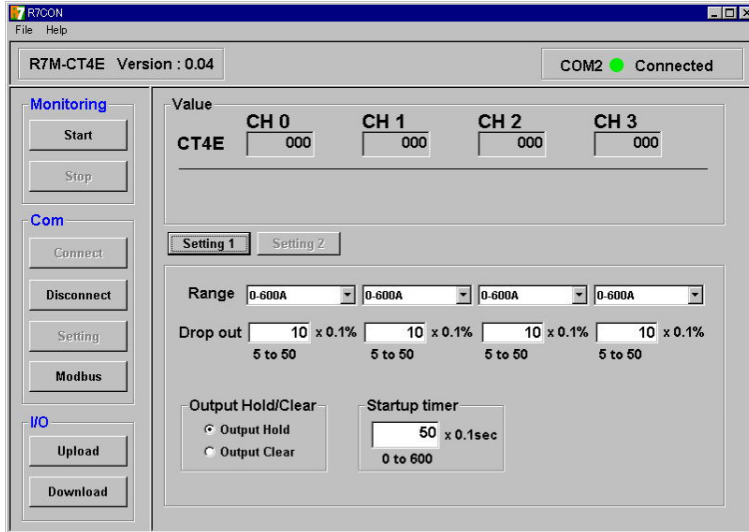 R7CON
File Help
R7M-CT4E Version : 0.04
COM2 Connected
Monitoring
Start
Stop
Com
Connect
Disconnect
Setting
Modbus
I/O
Upload
Download
Value
CH 0 CH 1 CH 2 CH 3
CT4E 000 000 000 000
Setting 1 Setting 2
Range 0-600A 0-600A 0-600A 0-600A
Drop out 10 x 0.1% 10 x 0.1% 10 x 0.1% 10 x 0.1%
5 to 50 5 to 50 5 to 50 5 to 50
Output Hold/Clear
Output Hold
Output Clear
Startup timer
50 x 0.1sec
0 to 600